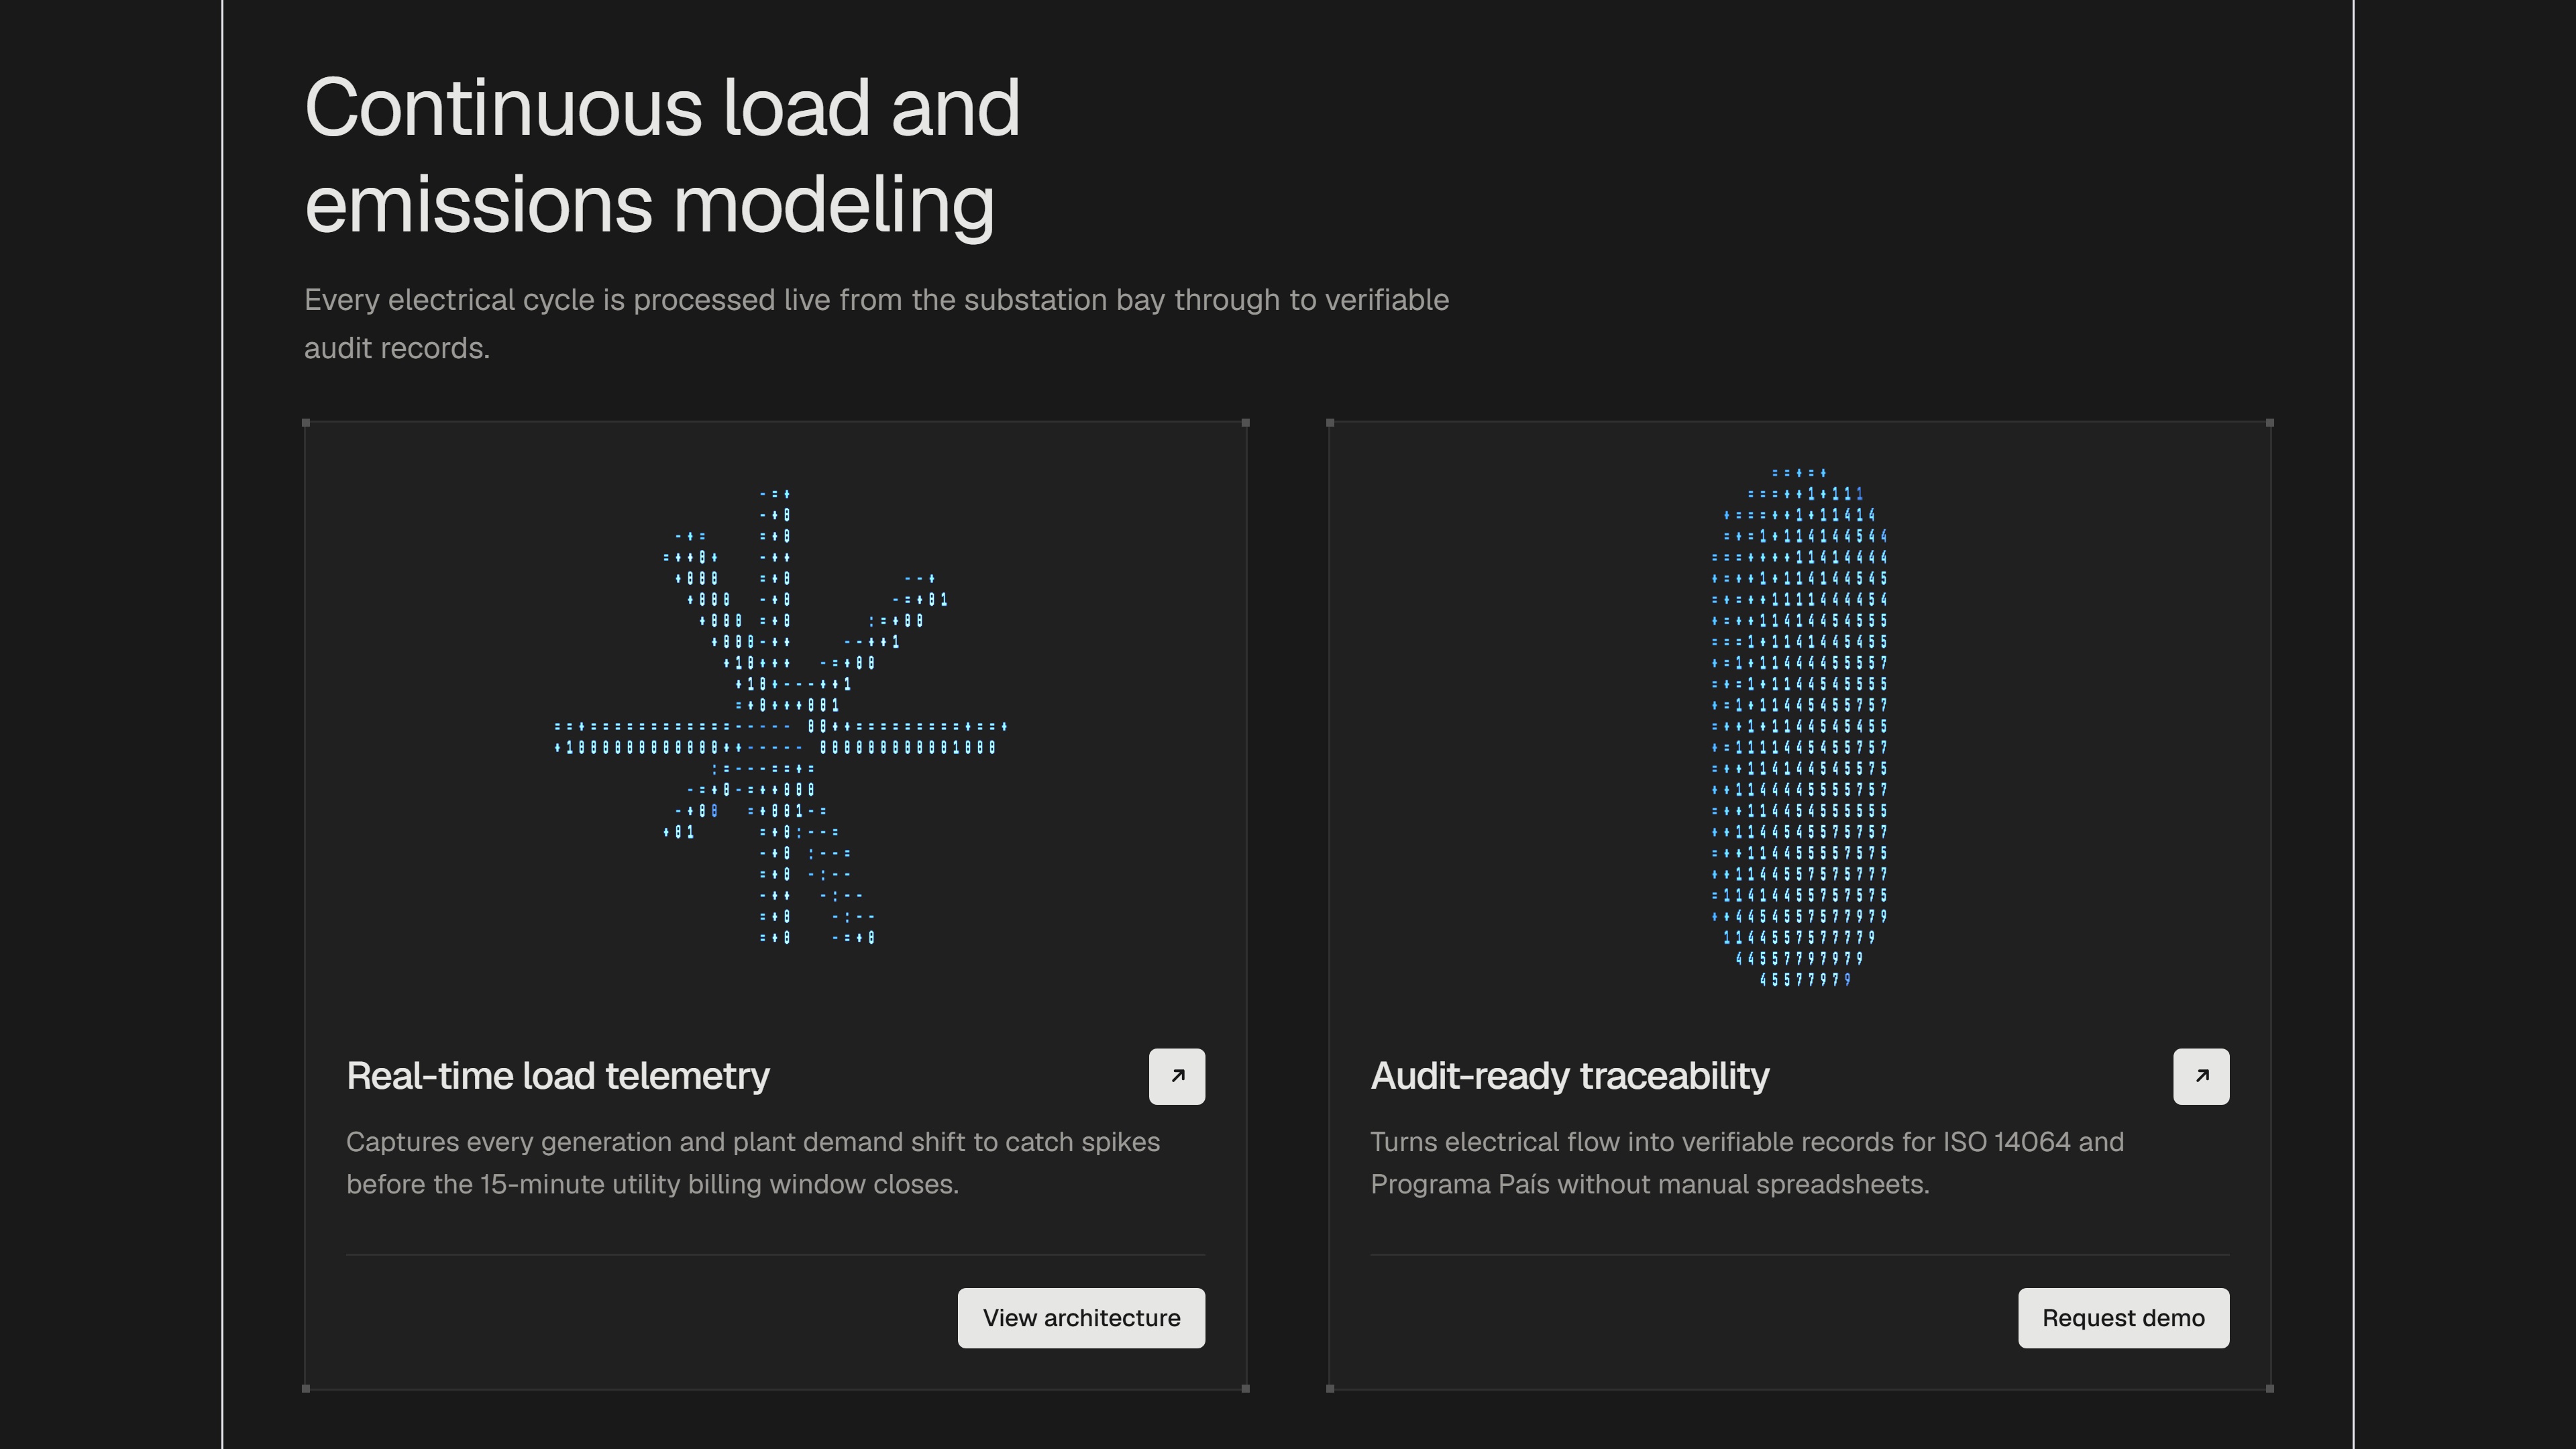 Continuous load and
emissions modeling
Every electrical cycle is processed live from the substation bay through to verifiable
audit records.
Real-time load telemetry
Captures every generation and plant demand shift to catch spikes
before the 15-minute utility billing window closes.
View architecture
Audit-ready traceability
Turns electrical flow into verifiable records for ISO 14064 and
Programa País without manual spreadsheets.
Request demo